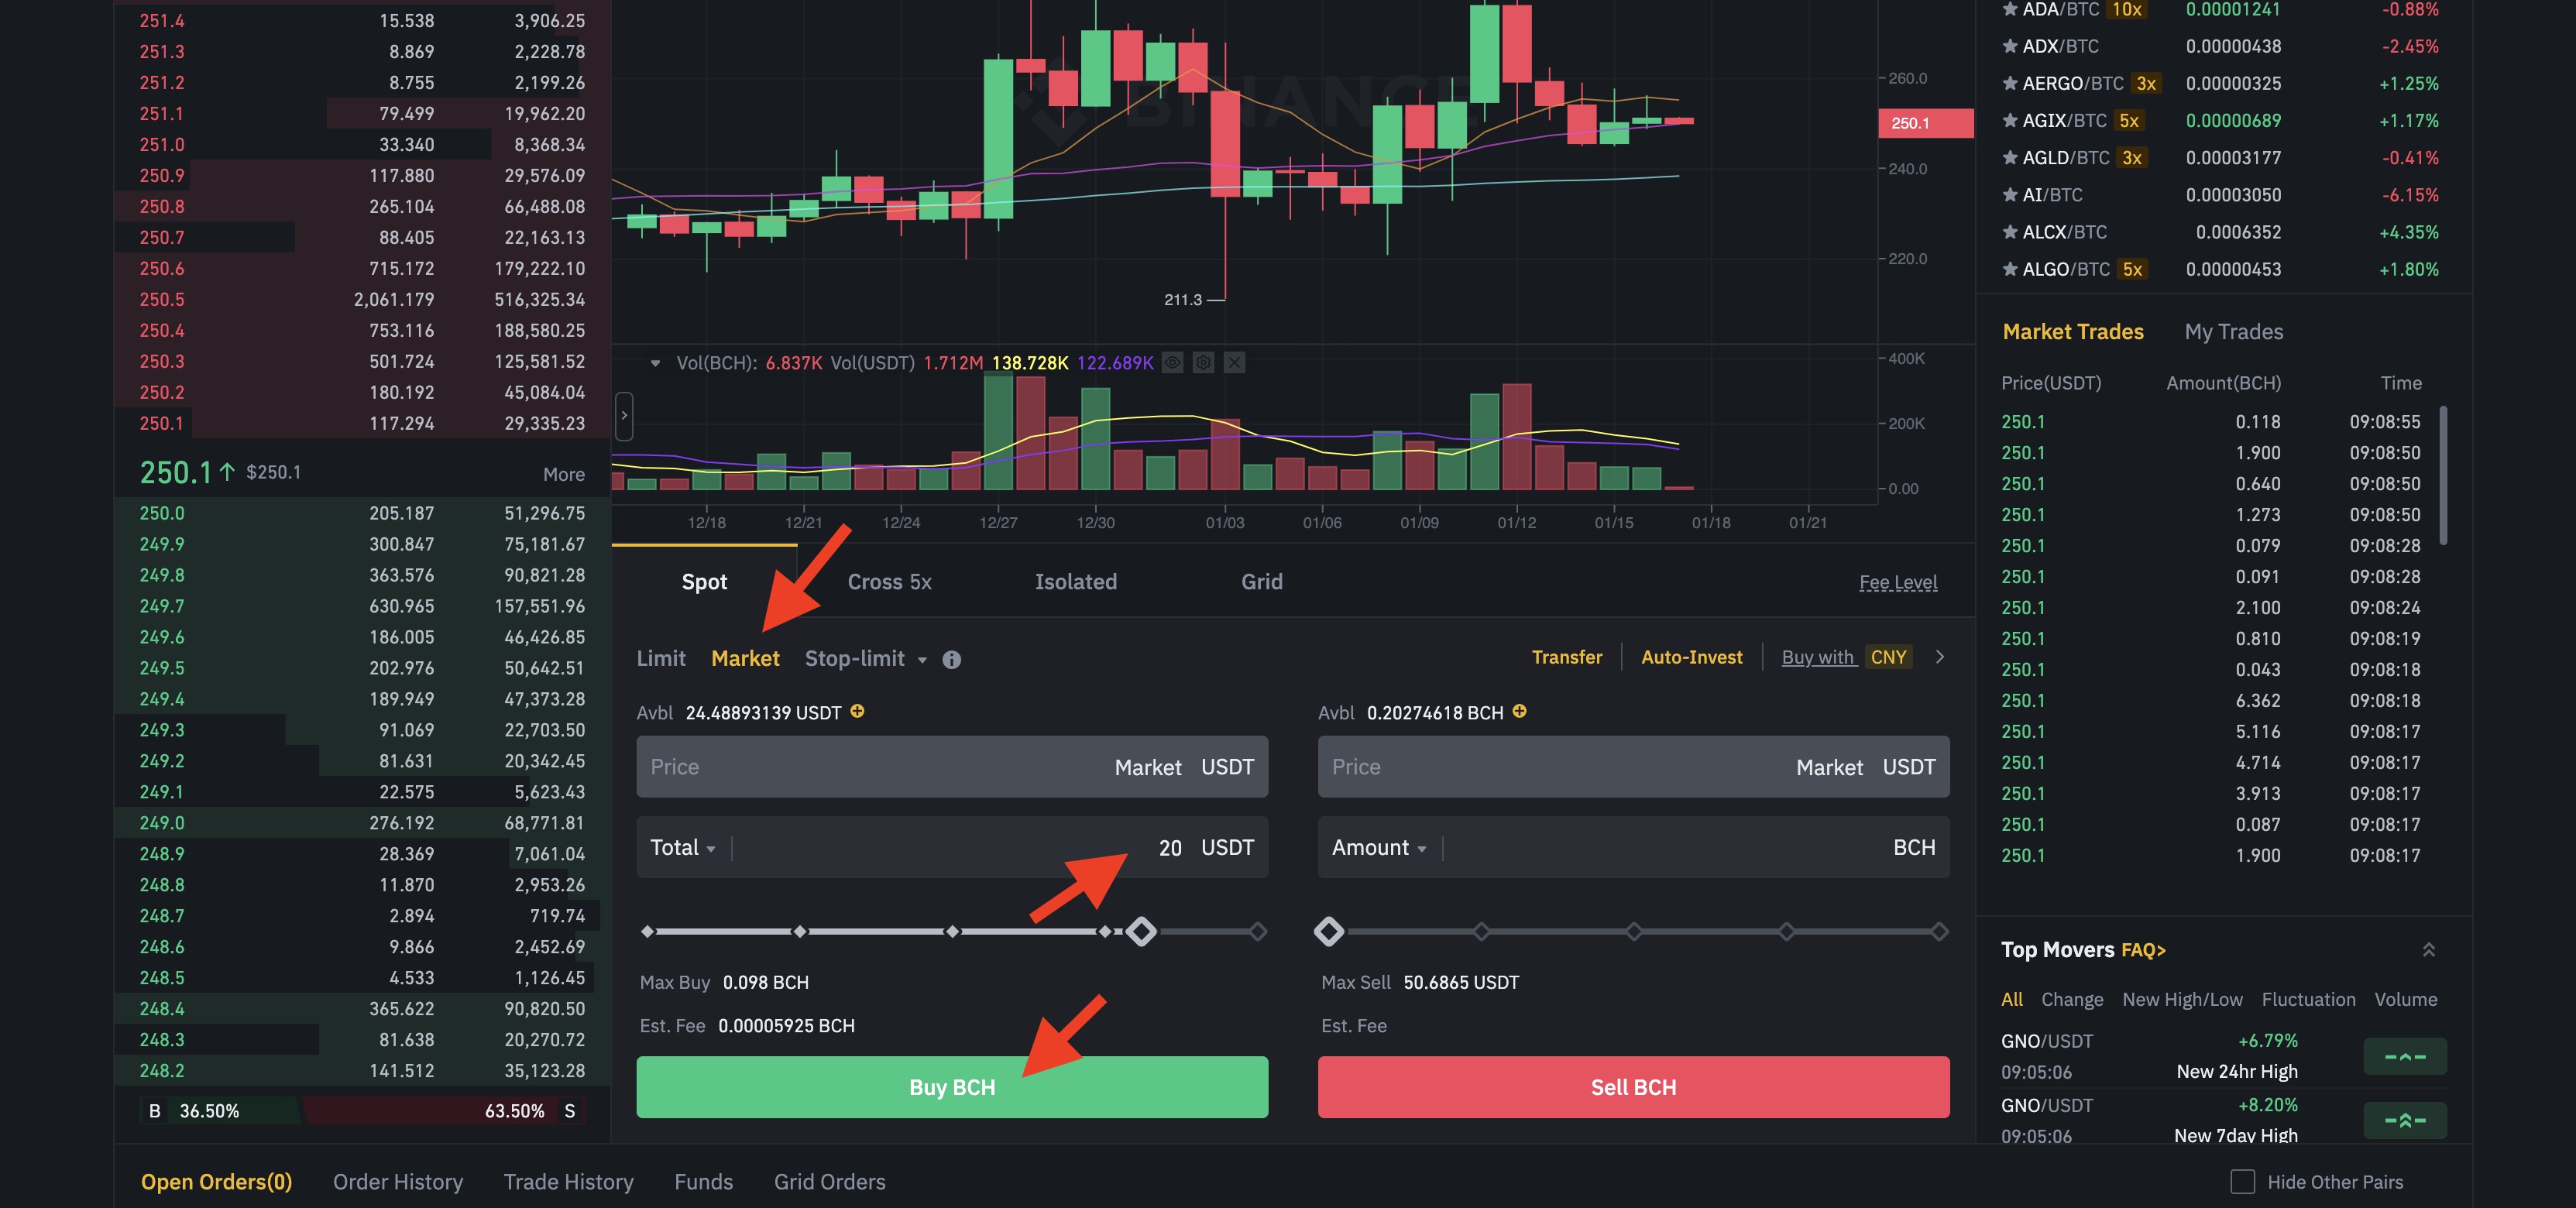 251.4 15.538 3,906.25
251.3 8.869 2,228.78
251.2 8.755 2,199.26
251.1 79.499 19,962.20
251.0 33.340 8,368.34
250.9 117.880 29,576.09
250.8 265.104 66,488.08
250.7 88.405 22,163.13
250.6 715.172 179,222.10
250.5 2,061.179 516,325.34
250.4 753.116 188,580.25
250.3 501.724 125,581.52
250.2 180.192 45,084.04
250.1 117.294 29,335.23
250.1↑ $250.1 More
250.0 205.187 51,296.75
249.9 300.847 75,181.67
249.8 363.576 90,821.28
249.7 630.965 157,551.96
249.6 186.005 46,426.85
249.5 202.976 50,642.51
249.4 189.949 47,373.28
249.3 91.069 22,703.50
249.2 81.631 20,342.45
249.1 22.575 5,623.43
249.0 276.192 68,771.81
248.9 28.369 7,061.04
248.8 11.870 2,953.26
248.7 2.894 719.74
248.6 9.866 2,452.69
248.5 4.533 1,126.45
248.4 365.622 90,820.50
248.3 81.638 20,270.72
248.2 141.512 35,123.28
B 36.50% 63.50% S
BINANCE
260.0
250.1
240.0
220.0
211.3
Vol(BCH): 6.837K Vol(USDT) 1.712M 138.728K 122.689K
400K
200K
0.00
12/18 12/21 12/24 12/27 12/30 01/03 01/06 01/09 01/12 01/15 01/18 01/21
Spot Cross 5x Isolated Grid Fee Level
Limit Market Stop-limit Transfer Auto-Invest Buy with CNY
Avbl 24.48893139 USDT
Price Market USDT
Total 20 USDT
Max Buy 0.098 BCH
Est. Fee 0.00005925 BCH
Buy BCH
Avbl 0.20274618 BCH
Price Market USDT
Amount BCH
Max Sell 50.6865 USDT
Est. Fee
Sell BCH
ADA/BTC 10x 0.00001241 -0.88%
ADX/BTC 0.00000438 -2.45%
AERGO/BTC 3x 0.00000325 +1.25%
AGIX/BTC 5x 0.00000689 +1.17%
AGLD/BTC 3x 0.00003177 -0.41%
AI/BTC 0.00003050 -6.15%
ALCX/BTC 0.0006352 +4.35%
ALGO/BTC 5x 0.00000453 +1.80%
Market Trades My Trades
Price(USDT) Amount(BCH) Time
250.1 0.118 09:08:55
250.1 1.900 09:08:50
250.1 0.640 09:08:50
250.1 1.273 09:08:50
250.1 0.079 09:08:28
250.1 0.091 09:08:28
250.1 2.100 09:08:24
250.1 0.810 09:08:19
250.1 0.043 09:08:18
250.1 6.362 09:08:18
250.1 5.116 09:08:17
250.1 4.714 09:08:17
250.1 3.913 09:08:17
250.1 0.087 09:08:17
250.1 1.900 09:08:17
Top Movers FAQ>
All Change New High/Low Fluctuation Volume
GNO/USDT +6.79%
09:05:06 New 24hr High
GNO/USDT +8.20%
09:05:06 New 7day High
Open Orders(0) Order History Trade History Funds Grid Orders Hide Other Pairs